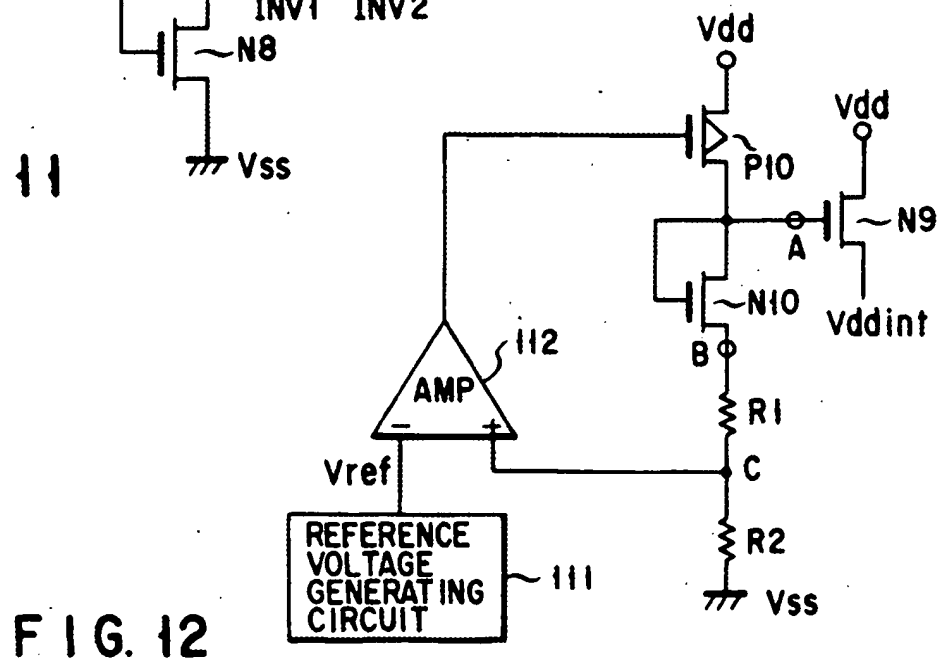 INV1 INV2
N8
Vss
11
Vdd
P10
Vdd
N9
A
N10
Vddint
B
112
AMP
R1
- +
Vref
C
REFERENCE
VOLTAGE
GENERATING
CIRCUIT
111
R2
Vss
FIG. 12